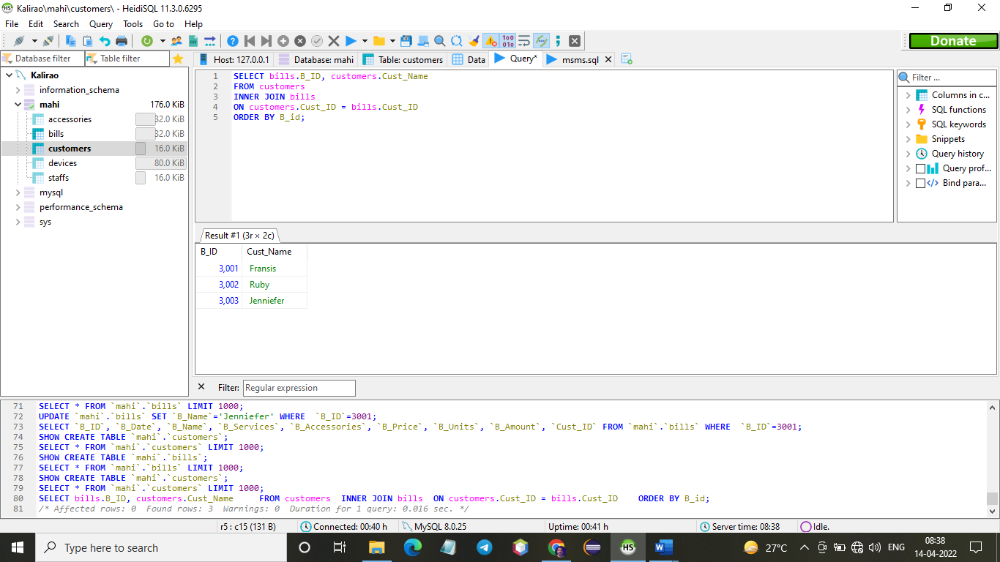 Kalirao\mahi\customers\ - HeidiSQL 11.3.0.6295
File Edit Search Query Tools Go to Help
Donate
Database filter Table filter
Host: 127.0.0.1 Database: mahi Table: customers Data Query* msms.sql
Kalirao
information_schema
mahi 176.0 KiB
accessories 32.0 KiB
bills 32.0 KiB
customers 16.0 KiB
devices 80.0 KiB
staffs 16.0 KiB
mysql
performance_schema
sys
1 SELECT bills.B_ID, customers.Cust_Name
2 FROM customers
3 INNER JOIN bills
4 ON customers.Cust_ID = bills.Cust_ID
5 ORDER BY B_id;
Filter ...
Columns in c...
SQL functions
SQL keywords
Snippets
Query history
Query prof...
Bind para...
Result #1 (3r × 2c)
B_ID Cust_Name
3,001 Fransis
3,002 Ruby
3,003 Jenniefer
Filter: Regular expression
71 SELECT * FROM `mahi`.`bills` LIMIT 1000;
72 UPDATE `mahi`.`bills` SET `B_Name`='Jenniefer' WHERE  `B_ID`=3001;
73 SELECT `B_ID`, `B_Date`, `B_Name`, `B_Services`, `B_Accessories`, `B_Price`, `B_Units`, `B_Amount`, `Cust_ID` FROM `mahi`.`bills` WHERE  `B_ID`=3001;
74 SHOW CREATE TABLE `mahi`.`customers`;
75 SELECT * FROM `mahi`.`customers` LIMIT 1000;
76 SHOW CREATE TABLE `mahi`.`bills`;
77 SELECT * FROM `mahi`.`bills` LIMIT 1000;
78 SHOW CREATE TABLE `mahi`.`customers`;
79 SELECT * FROM `mahi`.`customers` LIMIT 1000;
80 SELECT bills.B_ID, customers.Cust_Name     FROM customers  INNER JOIN bills  ON customers.Cust_ID = bills.Cust_ID    ORDER BY B_id;
81 /* Affected rows: 0  Found rows: 3  Warnings: 0  Duration for 1 query: 0.016 sec. */
r5 : c15 (131 B) Connected: 00:40 h MySQL 8.0.25 Uptime: 00:41 h Server time: 08:38 Idle.
Type here to search
27°C ENG
08:38
14-04-2022